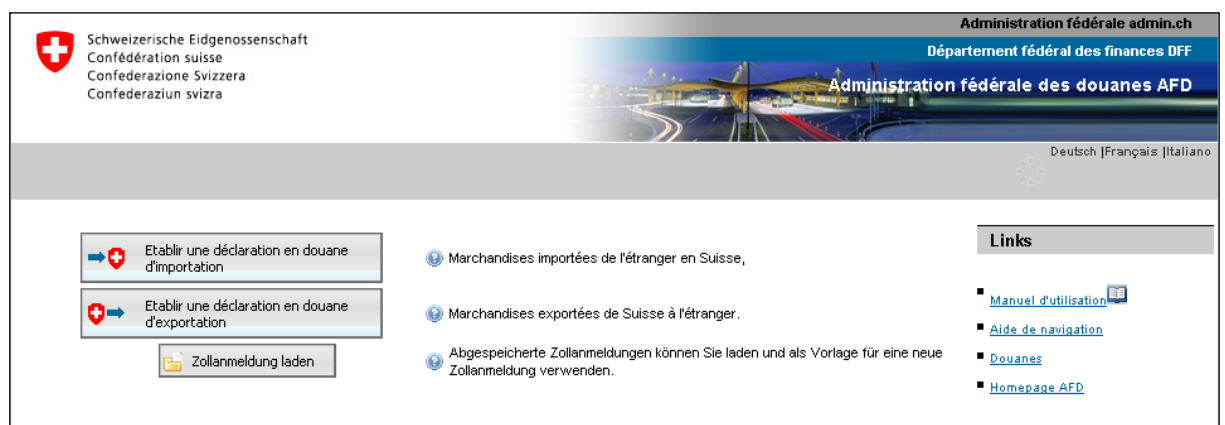 Schweizerische Eidgenossenschaft
Confédération suisse
Confederazione Svizzera
Confederaziun svizra
Administration fédérale admin.ch
Département fédéral des finances DFF
Administration fédérale des douanes AFD
Deutsch |Français |Italiano
Etablir une déclaration en douane
d'importation
Marchandises importées de l'étranger en Suisse,
Etablir une déclaration en douane
d'exportation
Marchandises exportées de Suisse à l'étranger.
Zollanmeldung laden
Abgespeicherte Zollanmeldungen können Sie laden und als Vorlage für eine neue
Zollanmeldung verwenden.
Links
Manuel d'utilisation
Aide de navigation
Douanes
Homepage AFD